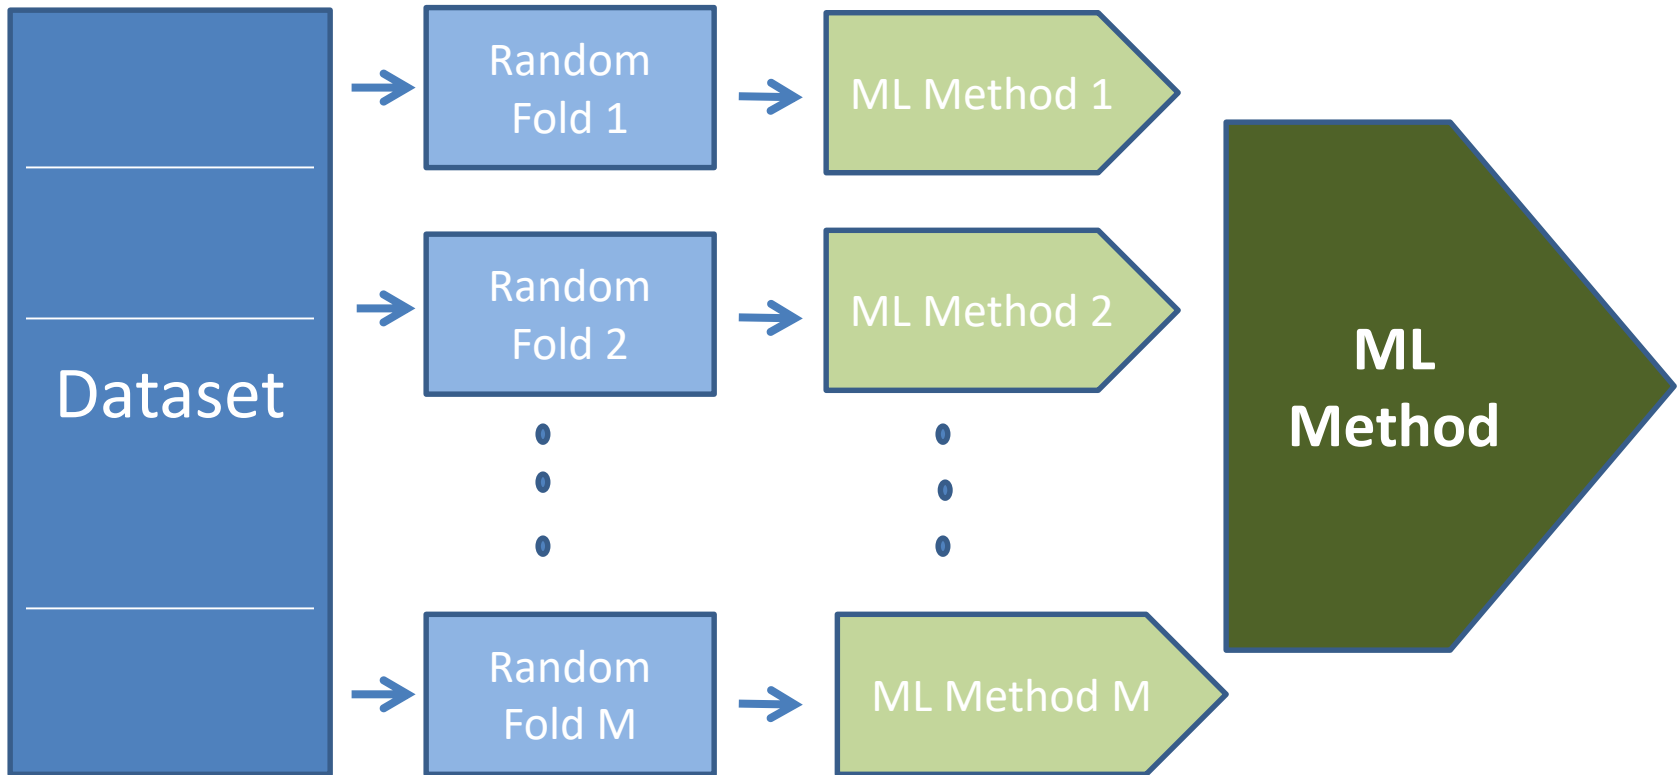 Dataset
Random
Fold 1
ML Method 1
Random
Fold 2
ML Method 2
Random
Fold M
ML Method M
ML
Method